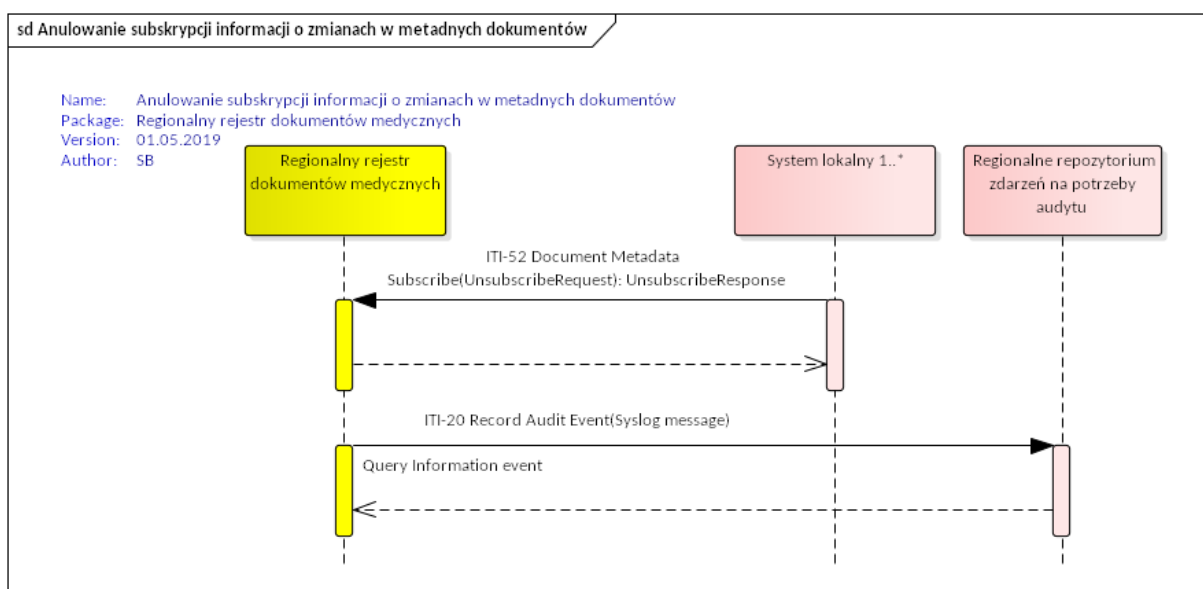 sd Anulowanie subskrypcji informacji o zmianach w metadnych dokumentów
Name: Anulowanie subskrypcji informacji o zmianach w metadnych dokumentów
Package: Regionalny rejestr dokumentów medycznych
Version: 01.05.2019
Author: SB
Regionalny rejestr
dokumentów medycznych
System lokalny 1..*
Regionalne repozytorium
zdarzeń na potrzeby
audytu
ITI-52 Document Metadata
Subscribe(UnsubscribeRequest): UnsubscribeResponse
ITI-20 Record Audit Event(Syslog message)
Query Information event